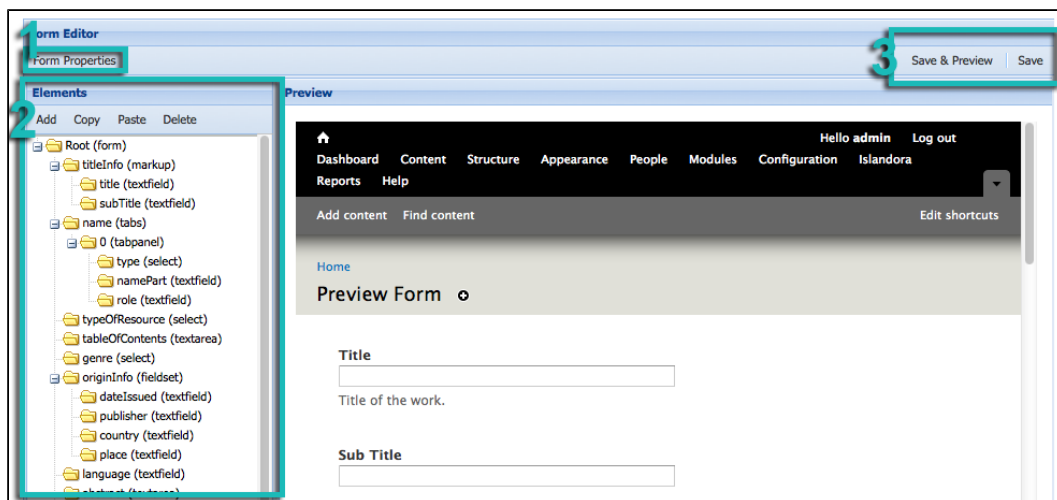 1
Form Editor
Form Properties
3
Save & Preview Save
2
Elements
Add Copy Paste Delete
Root (form)
titleInfo (markup)
title (textfield)
subTitle (textfield)
name (tabs)
0 (tabpanel)
type (select)
namePart (textfield)
role (textfield)
typeOfResource (select)
tableOfContents (textarea)
genre (select)
originInfo (fieldset)
dateIssued (textfield)
publisher (textfield)
country (textfield)
place (textfield)
language (textfield)
abstract (textarea)
Preview
Hello admin Log out
Dashboard Content Structure Appearance People Modules Configuration Islandora
Reports Help
Add content Find content Edit shortcuts
Home
Preview Form
Title
Title of the work.
Sub Title